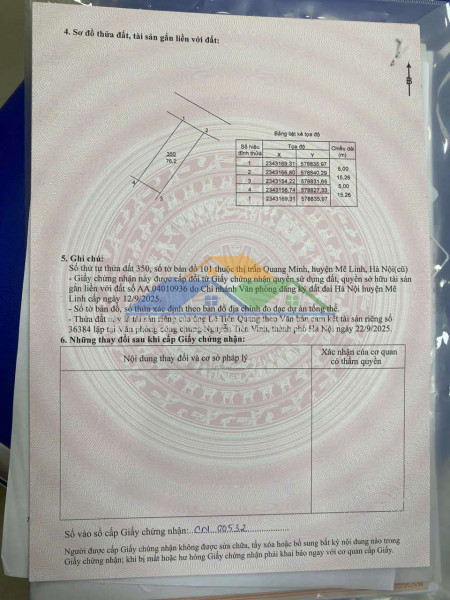 4. Sơ đồ thửa đất, tài sản gắn liền với đất:
B
1
2
350
76,2
4
3
Bảng liệt kê tọa độ
Số hiệu đỉnh thửa | Tọa độ X | Y | Chiều dài (m)
1 | 2343169,31 | 578835,97
5,00
2 | 2343166,80 | 578840,29
15,26
3 | 2343154,22 | 578831,66
5,00
4 | 2343156,74 | 578827,33
15,26
1 | 2343169,31 | 578835,97
5. Ghi chú:
Số thứ tự thửa đất 350, số tờ bản đồ 101 thuộc thị trấn Quang Minh, huyện Mê Linh, Hà Nội(cũ)
- Giấy chứng nhận này được cấp đổi từ Giấy chứng nhận quyền sử dụng đất, quyền sở hữu tài sản
gắn liền với đất số AA 04010936 do Chi nhánh Văn phòng đăng ký đất đai Hà Nội huyện Mê
Linh cấp ngày 12/9/2025.
- Số tờ bản đồ, số thửa xác định theo bản đồ địa chính đo đạc dự án tổng thể.
- Thửa đất này là tài sản riêng của ông Lê Tiến Quang theo Văn bản cam kết tài sản riêng số
36384 lập tại Văn phòng công chứng Nguyễn Tiến Vinh, thành phố Hà Nội ngày 22/9/2025.
6. Những thay đổi sau khi cấp Giấy chứng nhận:
Nội dung thay đổi và cơ sở pháp lý | Xác nhận của cơ quan
có thẩm quyền
Số vào sổ cấp Giấy chứng nhận: CN 00532
Người được cấp Giấy chứng nhận không được sửa chữa, tẩy xóa hoặc bổ sung bất kỳ nội dung nào trong
Giấy chứng nhận; khi bị mất hoặc hư hỏng Giấy chứng nhận phải khai báo ngay với cơ quan cấp Giấy.